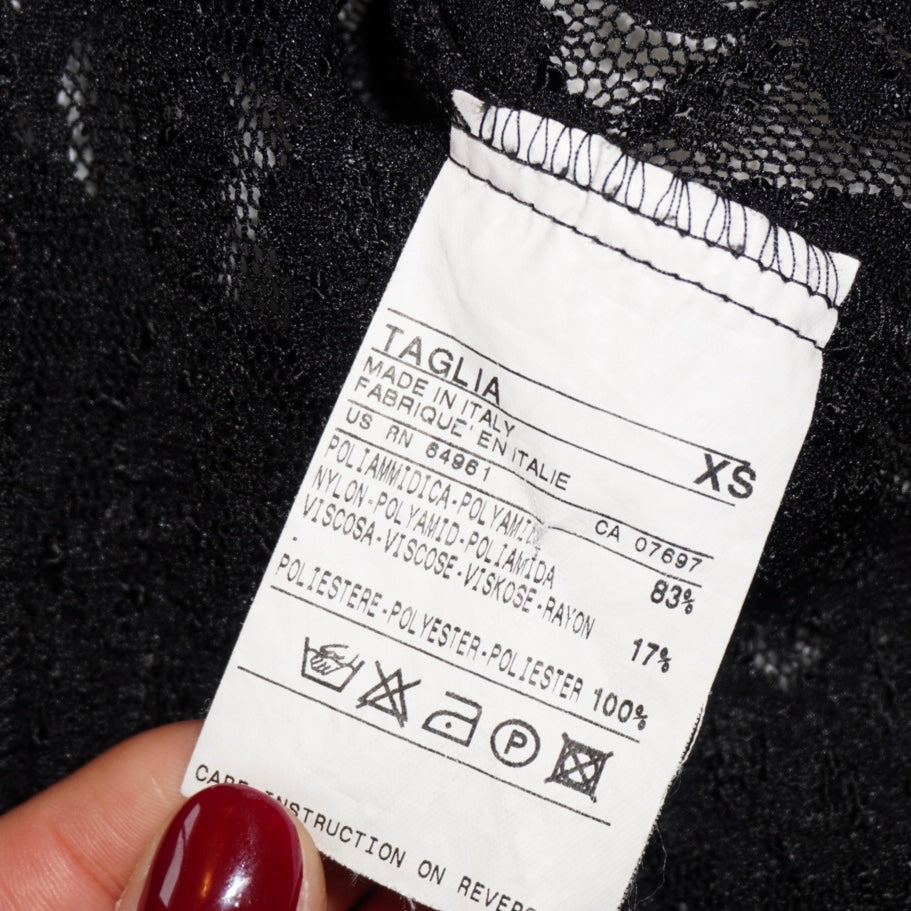 TAGLIA XS
MADE IN ITALY
FABRIQUE' EN ITALIE
US RN 64961 CA 07697
POLIAMMIDICA-POLYAMIDE
NYLON-POLYAMID-POLIAMIDA 83%
VISCOSA-VISCOSE-VISKOSE-RAYON 17%
POLIESTERE-POLYESTER-POLIESTER 100%
P
CARE INSTRUCTION ON REVERS